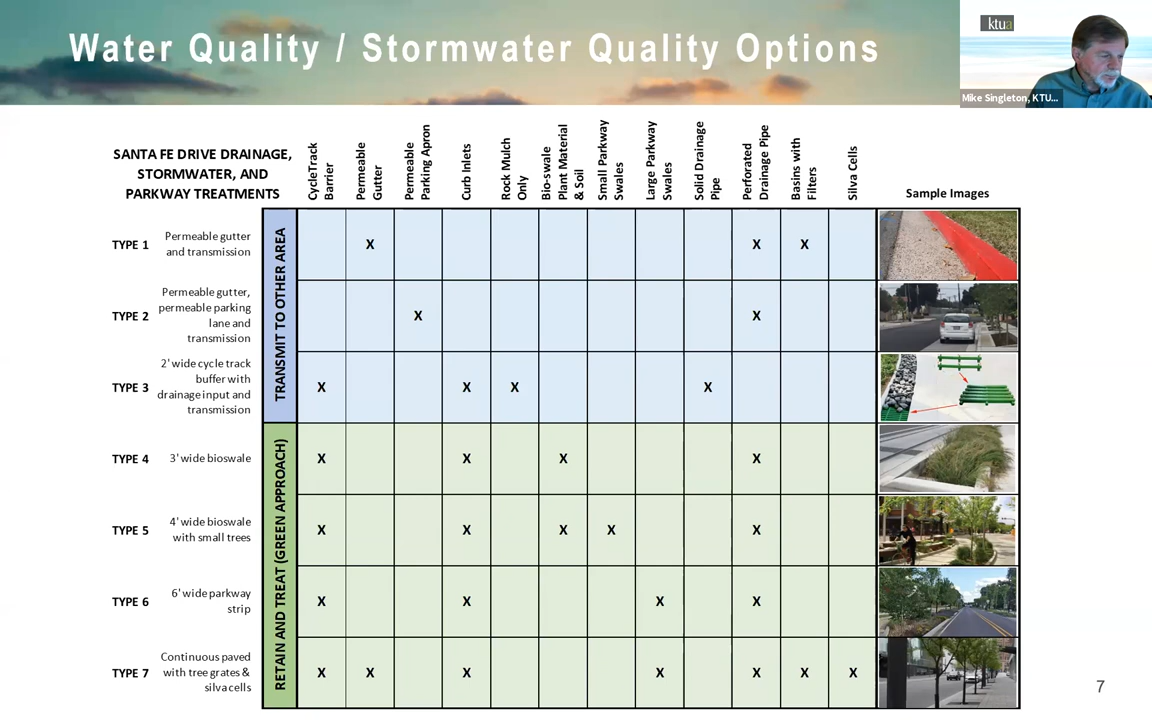 Water Quality / Stormwater Quality Options
ktua
Mike Singleton, KTU...
SANTA FE DRIVE DRAINAGE,
STORMWATER, AND
PARKWAY TREATMENTS
CycleTrack
Barrier
Permeable
Gutter
Permeable
Parking Apron
Curb Inlets
Rock Mulch
Only
Bio-swale
Plant Material
& Soil
Small Parkway
Swales
Large Parkway
Swales
Solid Drainage
Pipe
Perforated
Drainage Pipe
Basins with
Filters
Silva Cells
Sample Images
TRANSMIT TO OTHER AREA
TYPE 1
Permeable gutter
and transmission
X X X
TYPE 2
Permeable gutter,
permeable parking
lane and
transmission
X X
TYPE 3
2' wide cycle track
buffer with
drainage input and
transmission
X X X X
RETAIN AND TREAT (GREEN APPROACH)
TYPE 4
3' wide bioswale
X X X X
TYPE 5
4' wide bioswale
with small trees
X X X X X
TYPE 6
6' wide parkway
strip
X X X X
TYPE 7
Continuous paved
with tree grates &
silva cells
X X X X X X X
7